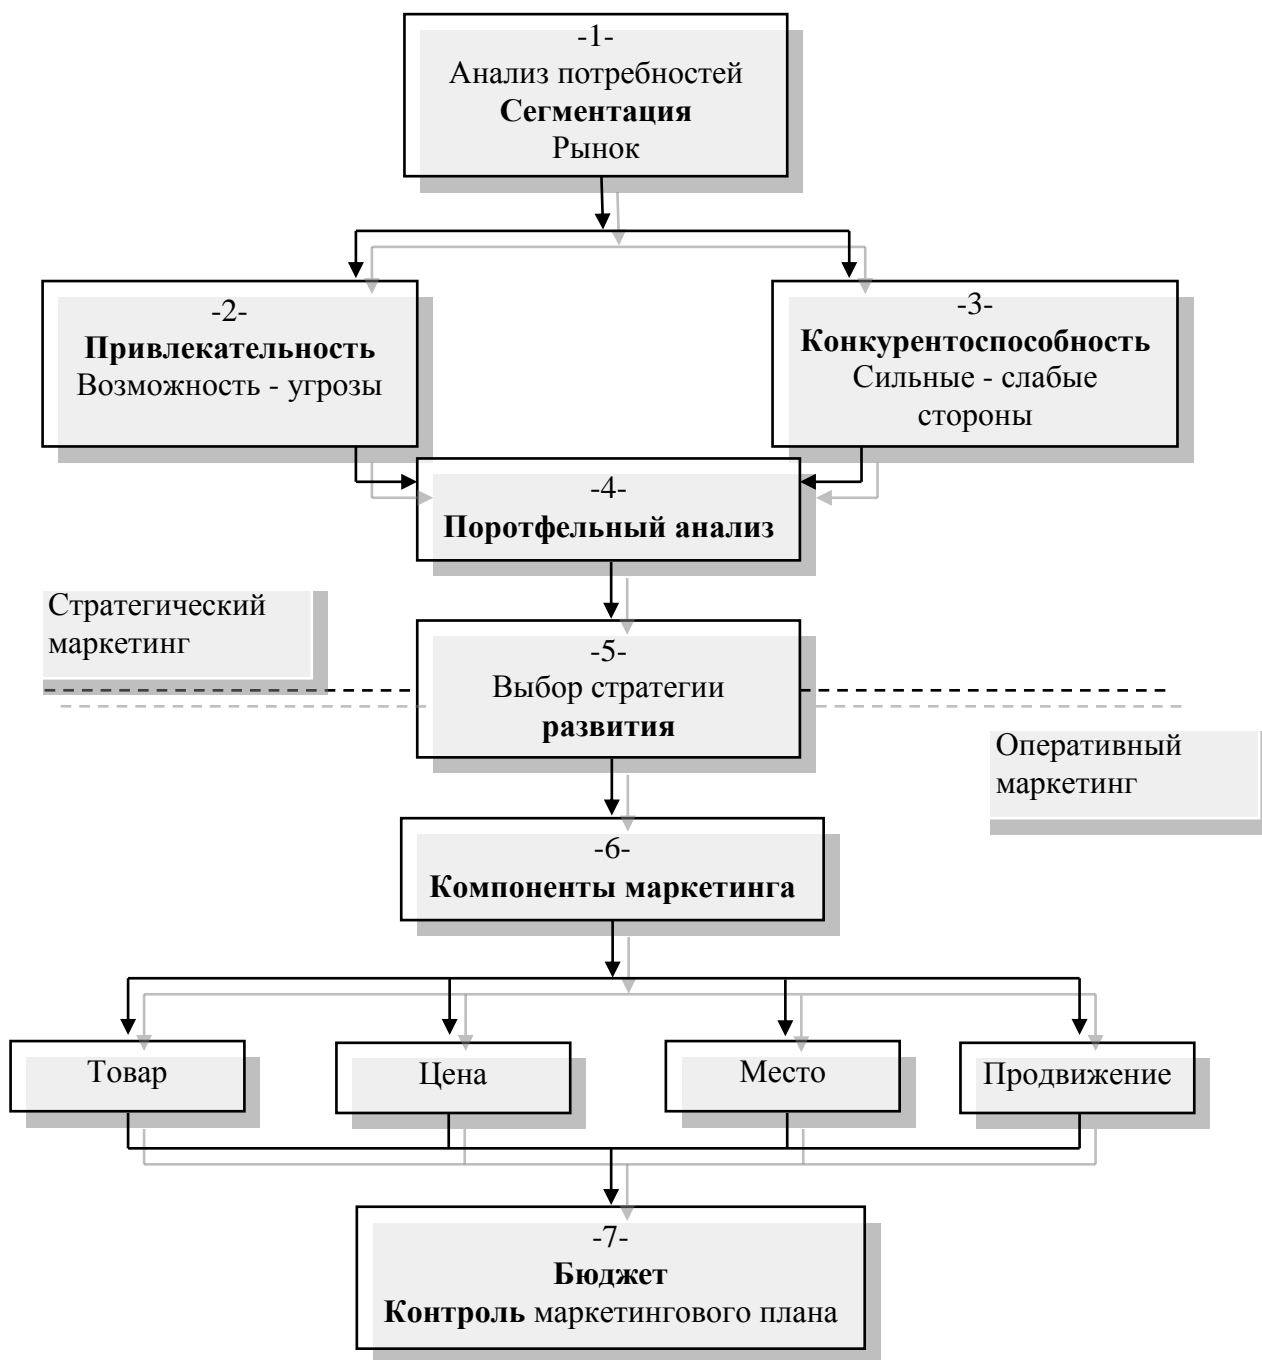 -1-
Анализ потребностей
Сегментация
Рынок
-2-
Привлекательность
Возможность - угрозы
-3-
Конкурентоспособность
Сильные - слабые
стороны
-4-
Поротфельный анализ
Стратегический
маркетинг
-5-
Выбор стратегии
развития
Оперативный
маркетинг
-6-
Компоненты маркетинга
Товар
Цена
Место
Продвижение
-7-
Бюджет
Контроль маркетингового плана